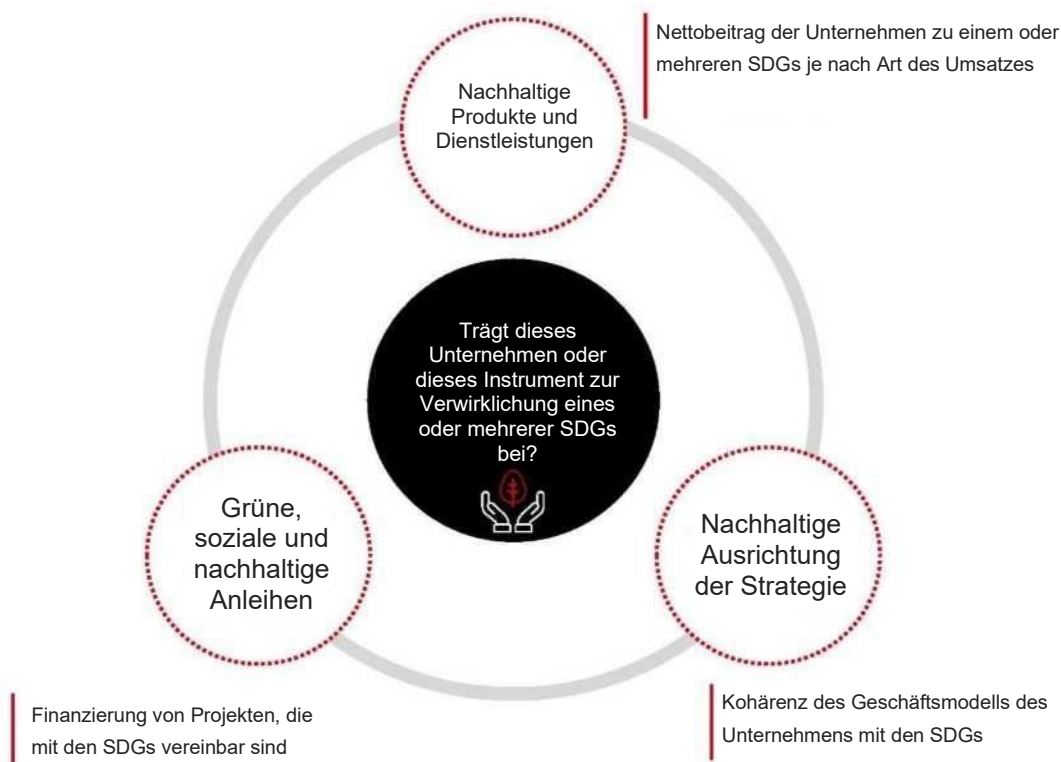 Nettobeitrag der Unternehmen zu einem oder
mehreren SDGs je nach Art des Umsatzes
Nachhaltige
Produkte und
Dienstleistungen
Trägt dieses
Unternehmen oder
dieses Instrument zur
Verwirklichung eines
oder mehrerer SDGs
bei?
Grüne,
soziale und
nachhaltige
Anleihen
Nachhaltige
Ausrichtung
der Strategie
Finanzierung von Projekten, die
mit den SDGs vereinbar sind
Kohärenz des Geschäftsmodells des
Unternehmens mit den SDGs